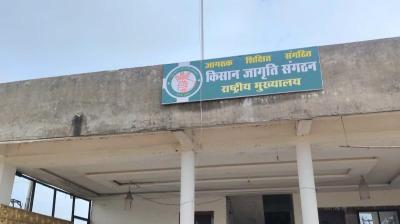 जागरूक शिक्षित संगठित
किसान जागृति संगठन
राष्ट्रीय मुख्यालय